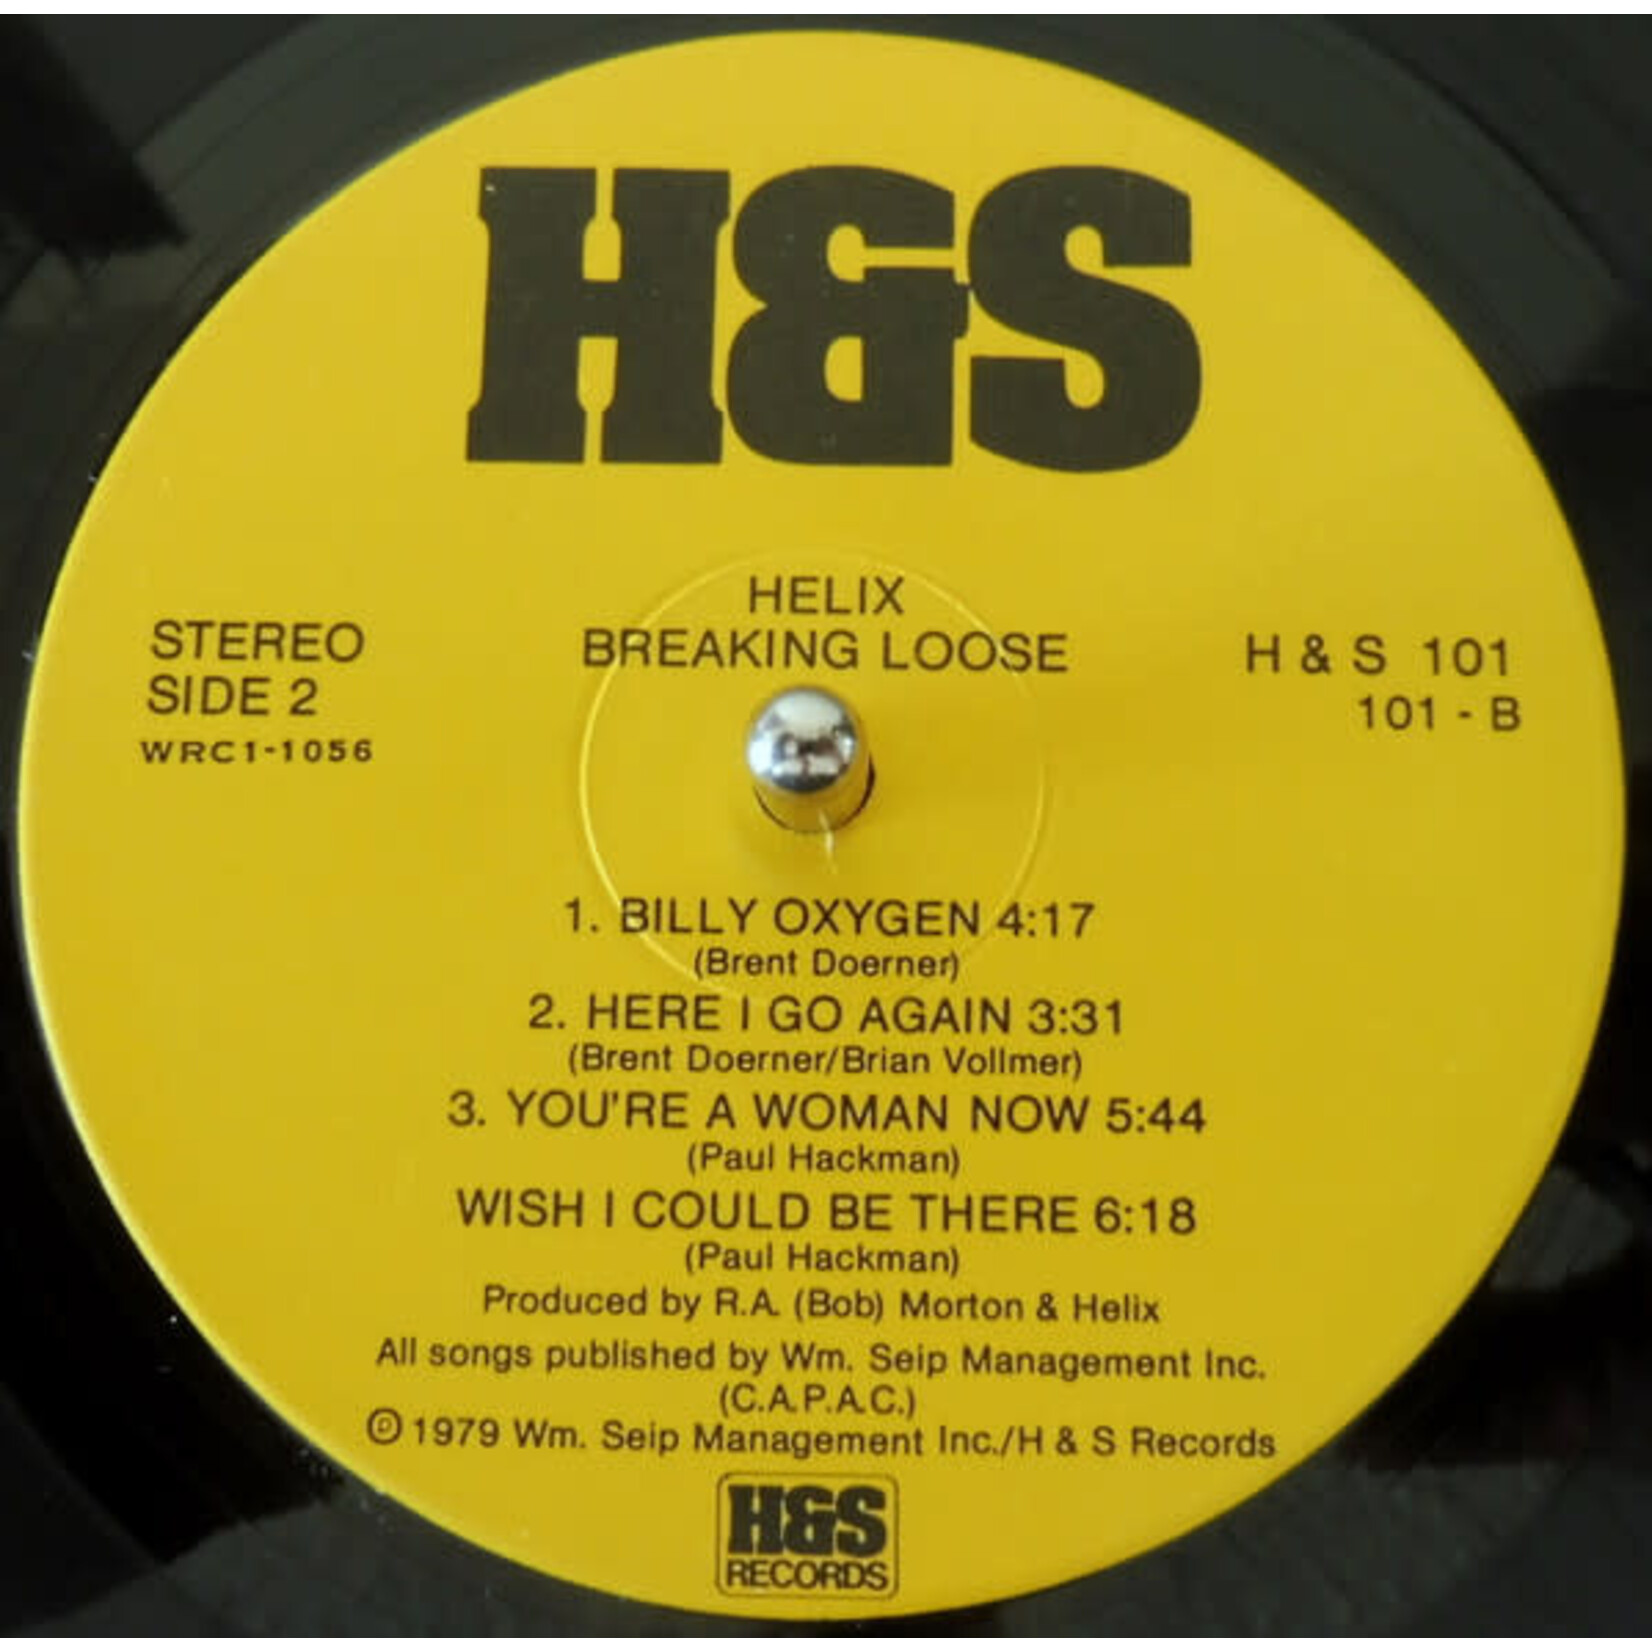 H&S
HELIX
BREAKING LOOSE
STEREO
SIDE 2
WRC1-1056
H & S 101
101 - B
1. BILLY OXYGEN 4:17
(Brent Doerner)
2. HERE I GO AGAIN 3:31
(Brent Doerner/Brian Vollmer)
3. YOU'RE A WOMAN NOW 5:44
(Paul Hackman)
WISH I COULD BE THERE 6:18
(Paul Hackman)
Produced by R.A. (Bob) Morton & Helix
All songs published by Wm. Seip Management Inc.
(C.A.P.A.C.)
℗ 1979 Wm. Seip Management Inc./H & S Records
H&S
RECORDS